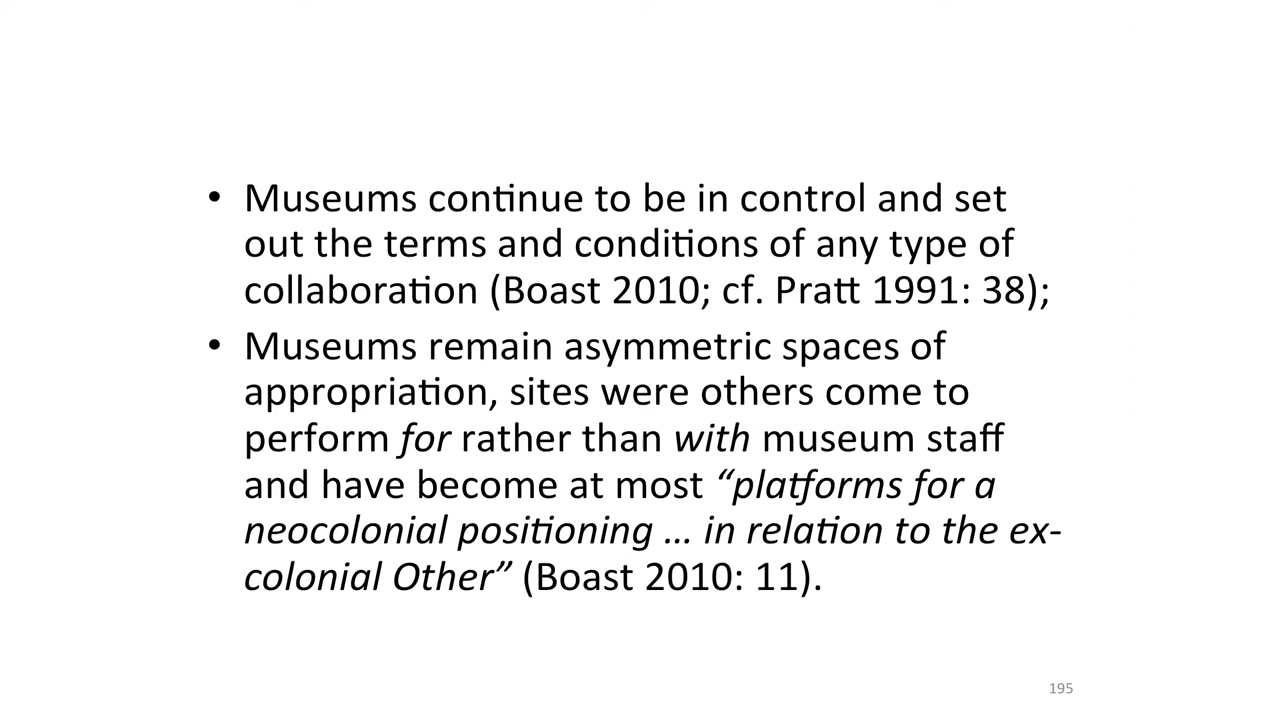 • Museums continue to be in control and set
out the terms and conditions of any type of
collaboration (Boast 2010; cf. Pratt 1991: 38);
• Museums remain asymmetric spaces of
appropriation, sites were others come to
perform for rather than with museum staff
and have become at most “platforms for a
neocolonial positioning … in relation to the ex-
colonial Other” (Boast 2010: 11).
195